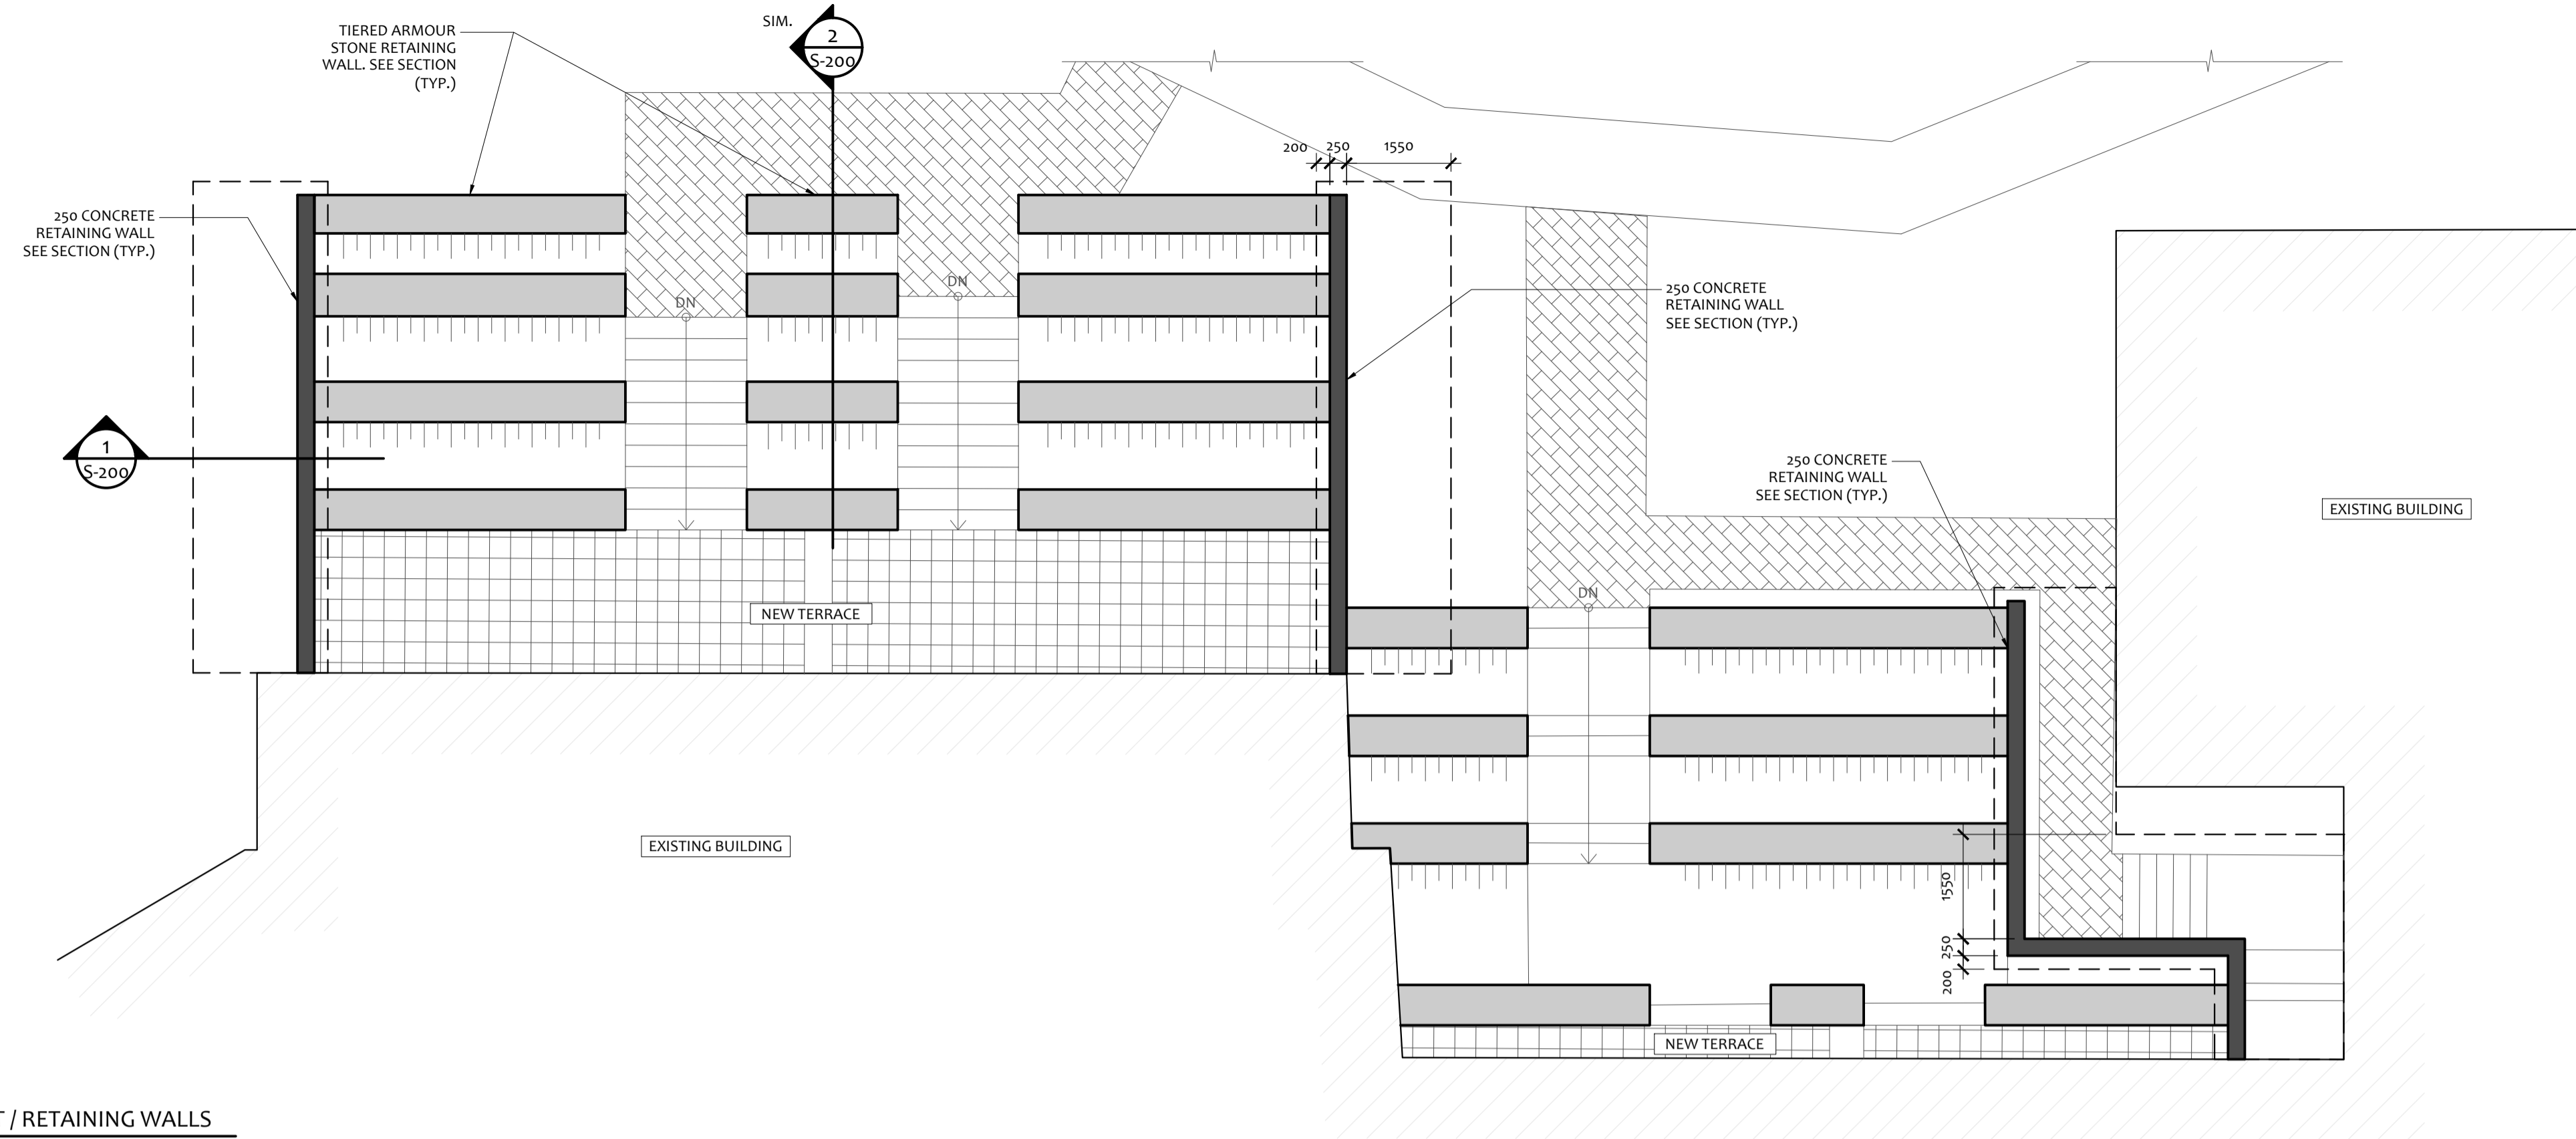 TIERED ARMOUR
STONE RETAINING
WALL. SEE SECTION
(TYP.)
SIM.
2
S-200
200 250 1550
250 CONCRETE
RETAINING WALL
SEE SECTION (TYP.)
DN
DN
250 CONCRETE
RETAINING WALL
SEE SECTION (TYP.)
1
S-200
250 CONCRETE
RETAINING WALL
SEE SECTION (TYP.)
EXISTING BUILDING
DN
NEW TERRACE
EXISTING BUILDING
1550
250
200
NEW TERRACE
/ RETAINING WALLS